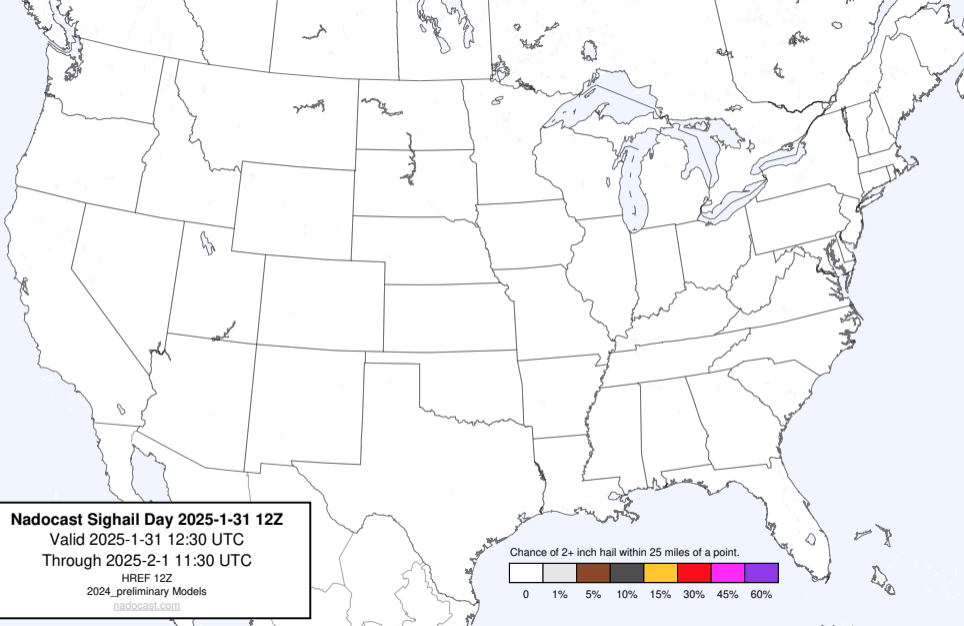 Nadocast Sighail Day 2025-1-31 12Z
Valid 2025-1-31 12:30 UTC
Through 2025-2-1 11:30 UTC
HREF 12Z
2024_preliminary Models
nadocast.com
Chance of 2+ inch hail within 25 miles of a point.
0 1% 5% 10% 15% 30% 45% 60%